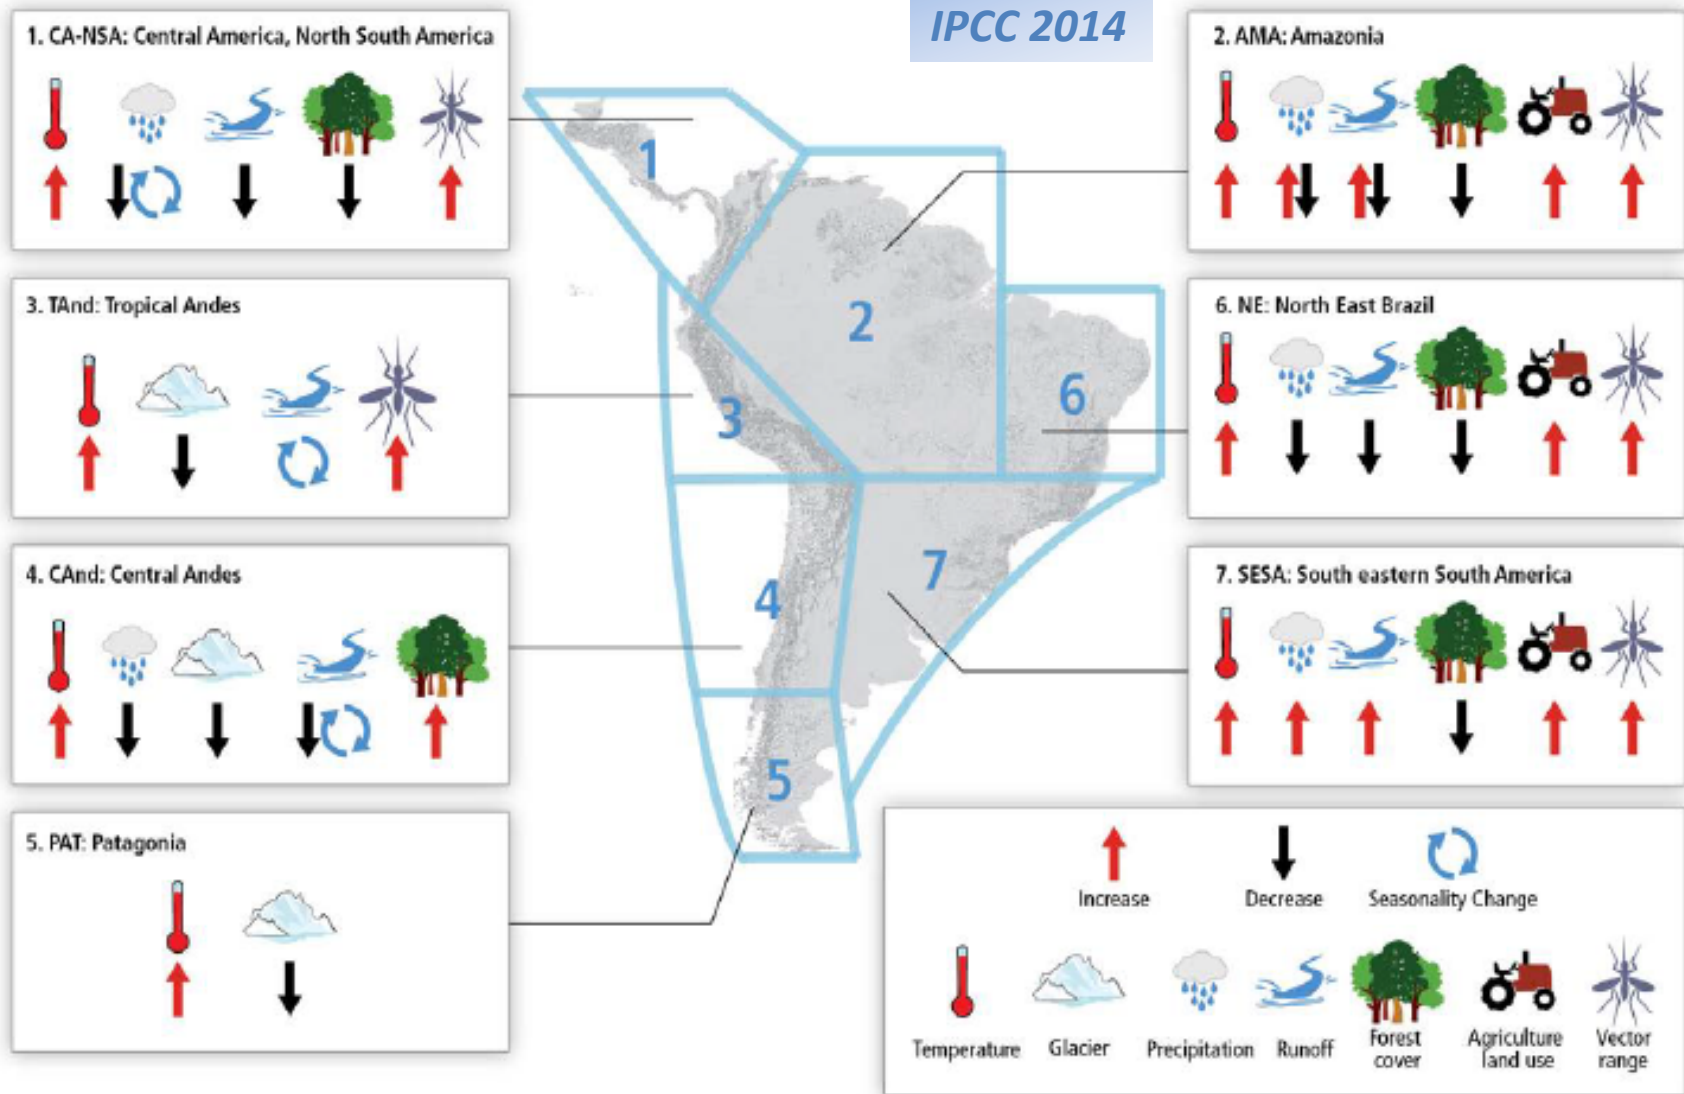 IPCC 2014
1. CA-NSA: Central America, North South America
2. AMA: Amazonia
3. TAnd: Tropical Andes
6. NE: North East Brazil
4. CAnd: Central Andes
7. SESA: South eastern South America
5. PAT: Patagonia
1
2
3
6
4
7
5
Increase
Decrease
Seasonality Change
Temperature
Glacier
Precipitation
Runoff
Forest
cover
Agriculture
land use
Vector
range